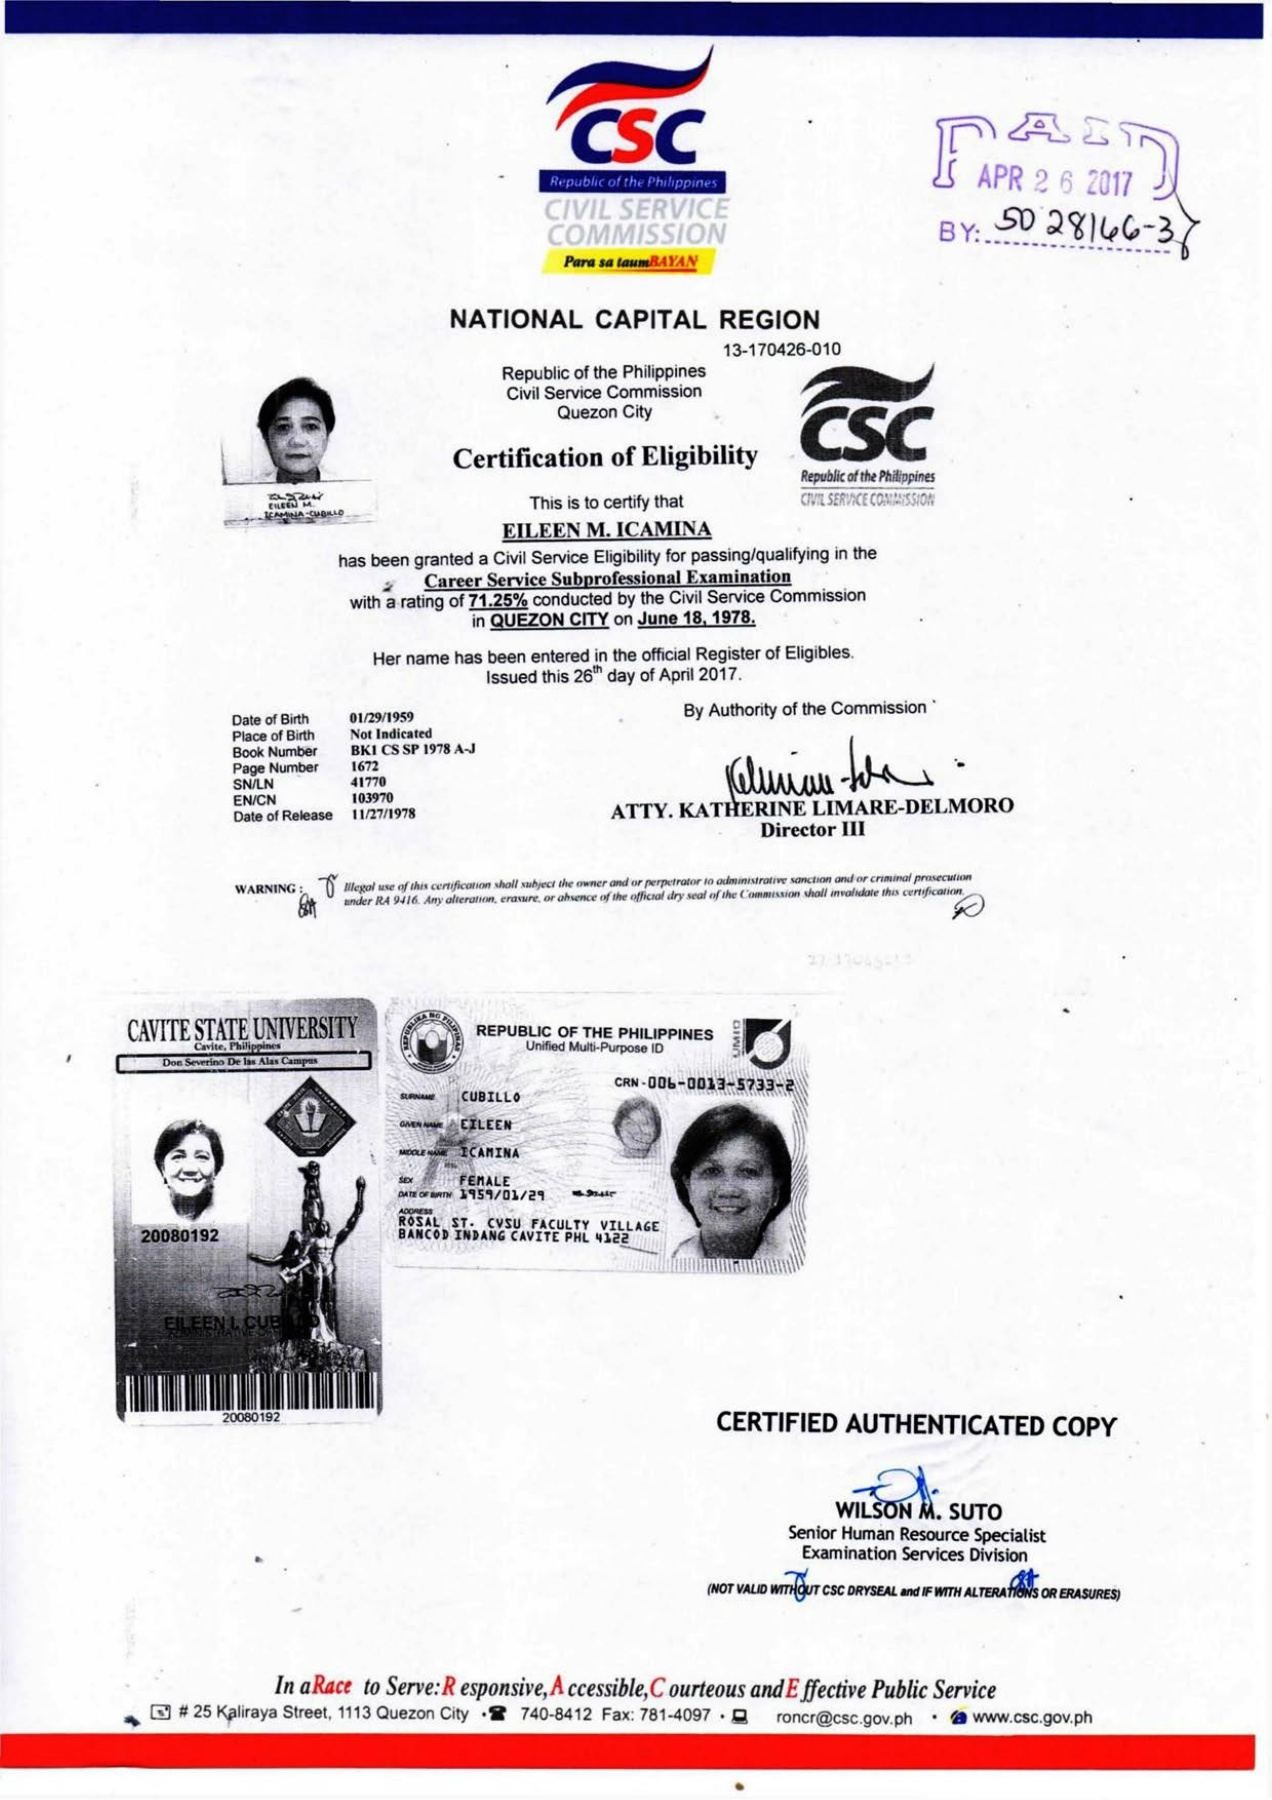 CSC
Republic of the Philippines
CIVIL SERVICE
COMMISSION
Para sa taumBAYAN
PAID
APR 26 2017
BY:
NATIONAL CAPITAL REGION
13-170426-010
Republic of the Philippines
Civil Service Commission
Quezon City
CSC
Republic of the Philippines
CIVIL SERVICE COMMISSION
EILEEN M.
ICAMINA-CUBILLO
Certification of Eligibility
This is to certify that
EILEEN M. ICAMINA
has been granted a Civil Service Eligibility for passing/qualifying in the
Career Service Subprofessional Examination
with a rating of 71.25% conducted by the Civil Service Commission
in QUEZON CITY on June 18, 1978.
Her name has been entered in the official Register of Eligibles.
Issued this 26th day of April 2017.
Date of Birth 01/29/1959
Place of Birth Not Indicated
Book Number BK1 CS SP 1978 A-J
Page Number 1672
SN/LN 41770
EN/CN 103970
Date of Release 11/27/1978
By Authority of the Commission
ATTY. KATHERINE LIMARE-DELMORO
Director III
WARNING : Illegal use of this certification shall subject the owner and or perpetrator to administrative sanction and or criminal prosecution
under RA 9416. Any alteration, erasure, or absence of the official dry seal of the Commission shall invalidate this certification.
CAVITE STATE UNIVERSITY
Cavite, Philippines
Don Severino De las Alas Campus
20080192
EILEEN I. CUBILLO
20080192
REPUBLIC OF THE PHILIPPINES
Unified Multi-Purpose ID
UMID
CRN-006-0013-5733-2
SURNAME CUBILLO
GIVEN NAME EILEEN
MIDDLE NAME ICAMINA
SEX FEMALE
DATE OF BIRTH 1959/01/29
ADDRESS
ROSAL ST. CVSU FACULTY VILLAGE
BANCOD INDANG CAVITE PHL 4122
CERTIFIED AUTHENTICATED COPY
WILSON M. SUTO
Senior Human Resource Specialist
Examination Services Division
(NOT VALID WITHOUT CSC DRYSEAL and IF WITH ALTERATIONS OR ERASURES)
In a Race to Serve: Responsive, Accessible, Courteous and Effective Public Service
# 25 Kaliraya Street, 1113 Quezon City • 740-8412 Fax: 781-4097 • roncr@csc.gov.ph • www.csc.gov.ph